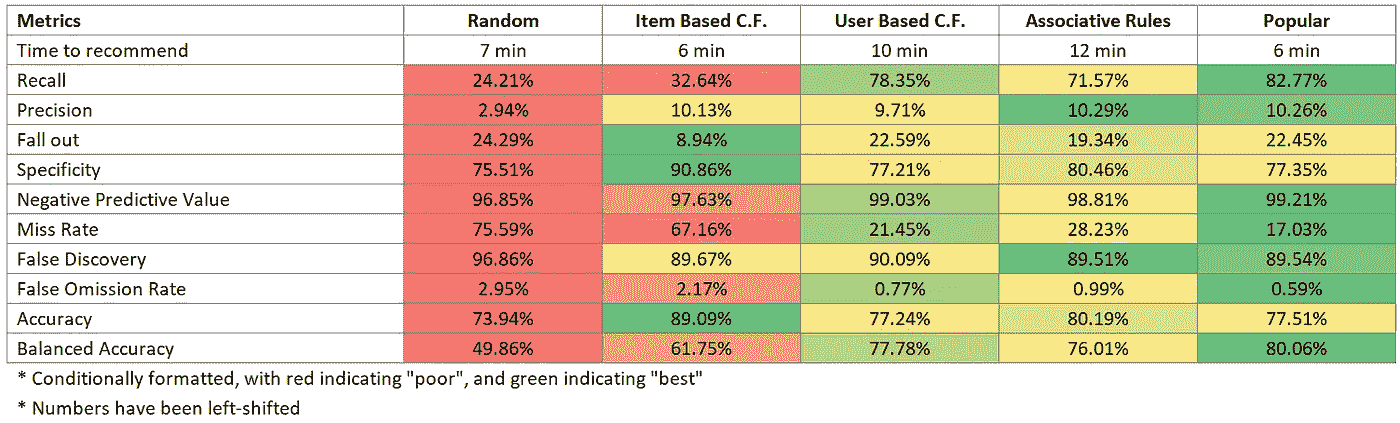 Metrics Random Item Based C.F. User Based C.F. Associative Rules Popular
Time to recommend 7 min 6 min 10 min 12 min 6 min
Recall 24.21% 32.64% 78.35% 71.57% 82.77%
Precision 2.94% 10.13% 9.71% 10.29% 10.26%
Fall out 24.29% 8.94% 22.59% 19.34% 22.45%
Specificity 75.51% 90.86% 77.21% 80.46% 77.35%
Negative Predictive Value 96.85% 97.63% 99.03% 98.81% 99.21%
Miss Rate 75.59% 67.16% 21.45% 28.23% 17.03%
False Discovery 96.86% 89.67% 90.09% 89.51% 89.54%
False Omission Rate 2.95% 2.17% 0.77% 0.99% 0.59%
Accuracy 73.94% 89.09% 77.24% 80.19% 77.51%
Balanced Accuracy 49.86% 61.75% 77.78% 76.01% 80.06%
* Conditionally formatted, with red indicating "poor", and green indicating "best"
* Numbers have been left-shifted